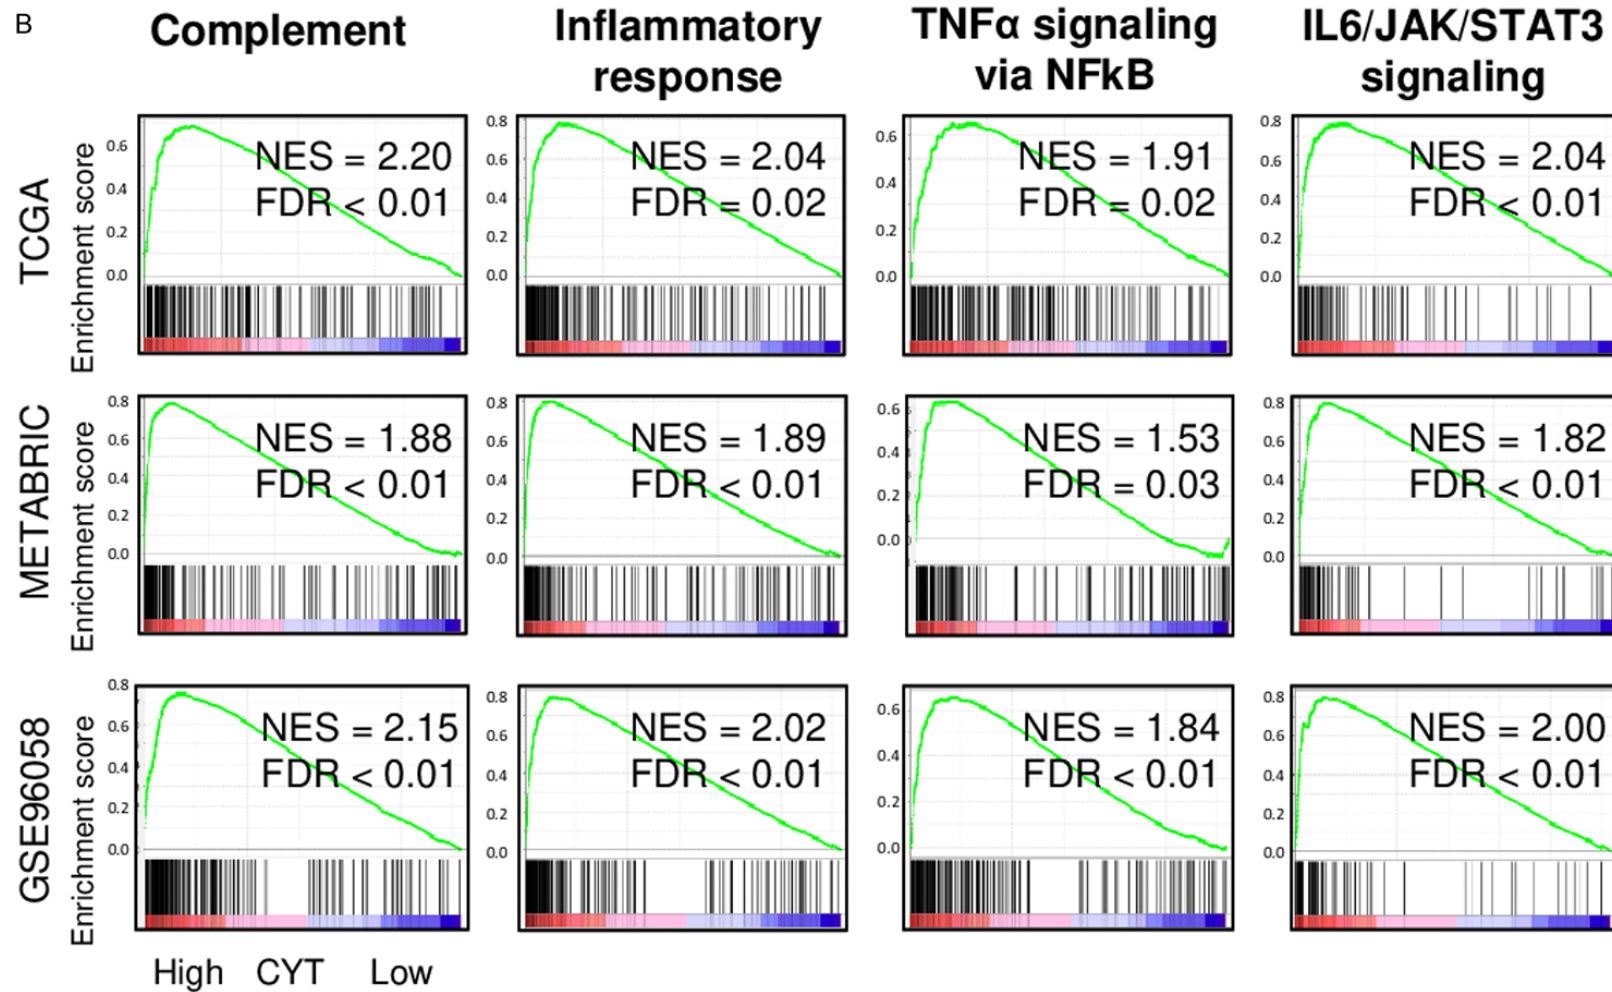 B
Complement
Inflammatory
response
TNFα signaling
via NFkB
IL6/JAK/STAT3
signaling
TCGA
Enrichment score
0.6
0.4
0.2
0.0
NES = 2.20
FDR < 0.01
0.8
0.6
0.4
0.2
0.0
NES = 2.04
FDR = 0.02
0.6
0.4
0.2
0.0
NES = 1.91
FDR = 0.02
0.8
0.6
0.4
0.2
0.0
NES = 2.04
FDR < 0.01
METABRIC
Enrichment score
0.8
0.6
0.4
0.2
0.0
NES = 1.88
FDR < 0.01
0.8
0.6
0.4
0.2
0.0
NES = 1.89
FDR < 0.01
0.6
0.4
0.2
0.0
NES = 1.53
FDR = 0.03
0.8
0.6
0.4
0.2
0.0
NES = 1.82
FDR < 0.01
GSE96058
Enrichment score
0.8
0.6
0.4
0.2
0.0
NES = 2.15
FDR < 0.01
0.8
0.6
0.4
0.2
0.0
NES = 2.02
FDR < 0.01
0.6
0.4
0.2
0.0
NES = 1.84
FDR < 0.01
0.8
0.6
0.4
0.2
0.0
NES = 2.00
FDR < 0.01
High CYT Low